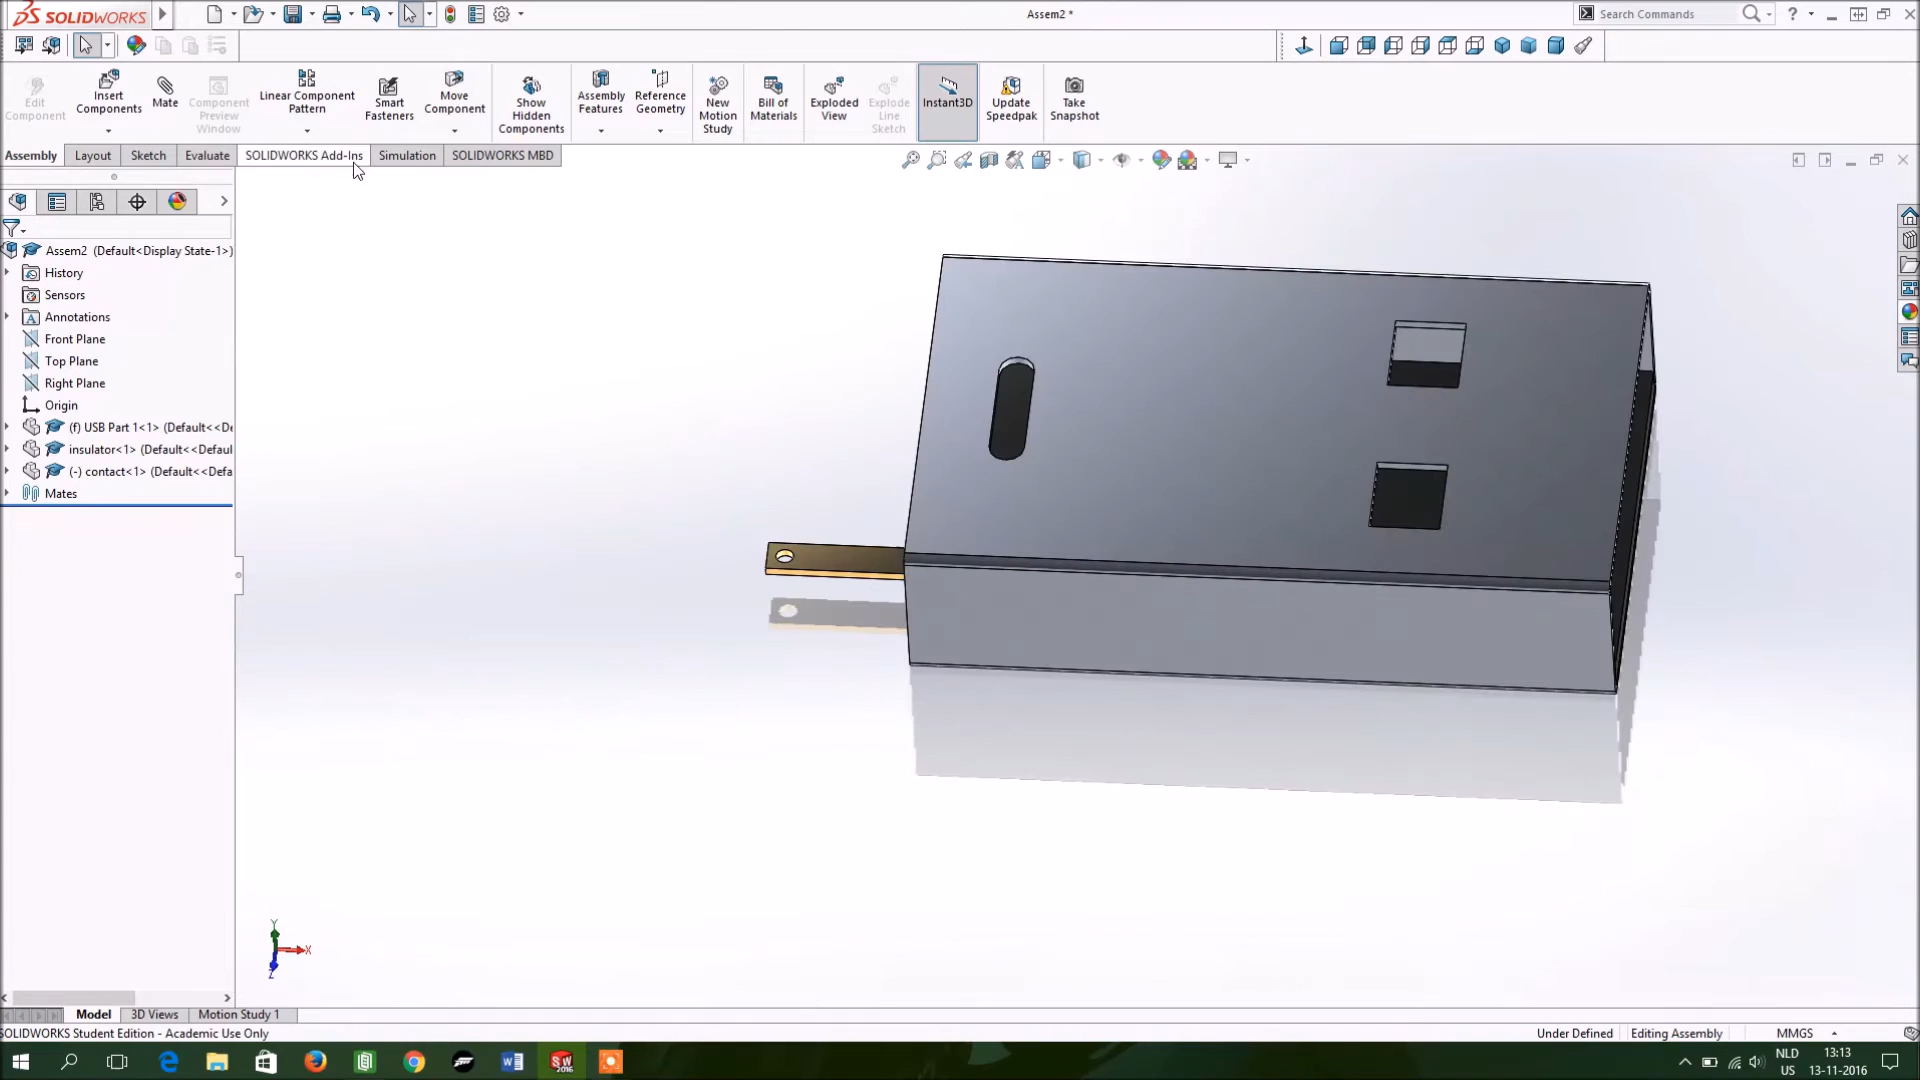 SOLIDWORKS
Assem2 *
Search Commands
?
Edit
Component
Insert
Components
Mate
Component
Preview
Window
Linear Component
Pattern
Smart
Fasteners
Move
Component
Show
Hidden
Components
Assembly
Features
Reference
Geometry
New
Motion
Study
Bill of
Materials
Exploded
View
Explode
Line
Sketch
Instant3D
Update
Speedpak
Take
Snapshot
Assembly Layout Sketch Evaluate SOLIDWORKS Add-Ins Simulation SOLIDWORKS MBD
Assem2 (Default<Display State-1>)
History
Sensors
Annotations
Front Plane
Top Plane
Right Plane
Origin
(f) USB Part 1<1> (Default<<De
insulator<1> (Default<<Defaul
(-) contact<1> (Default<<Defa
Mates
Y
X
Z
Model 3D Views Motion Study 1
SOLIDWORKS Student Edition - Academic Use Only
Under Defined Editing Assembly MMGS
NLD
US
13:13
13-11-2016